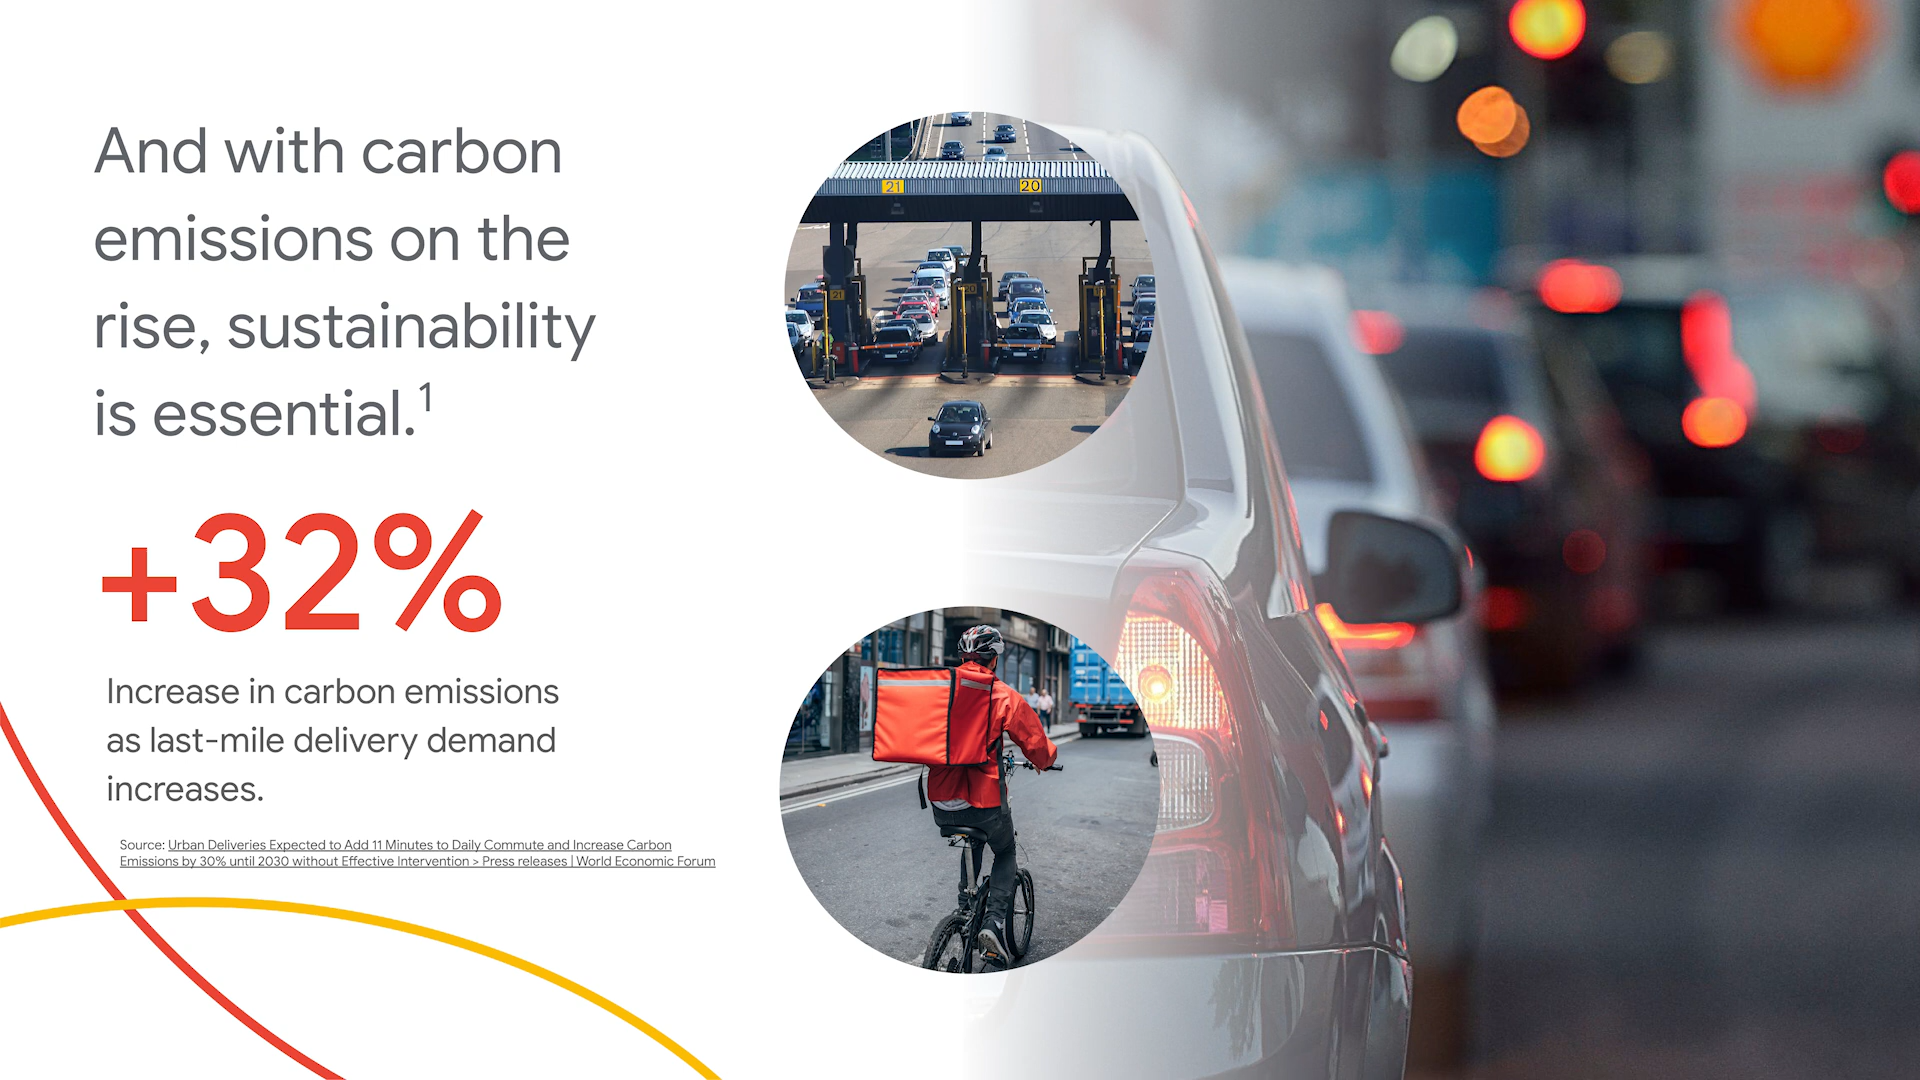 And with carbon
emissions on the
rise, sustainability
is essential.¹
+32%
Increase in carbon emissions
as last-mile delivery demand
increases.
Source: Urban Deliveries Expected to Add 11 Minutes to Daily Commute and Increase Carbon
Emissions by 30% until 2030 without Effective Intervention > Press releases | World Economic Forum
21
20
21
20